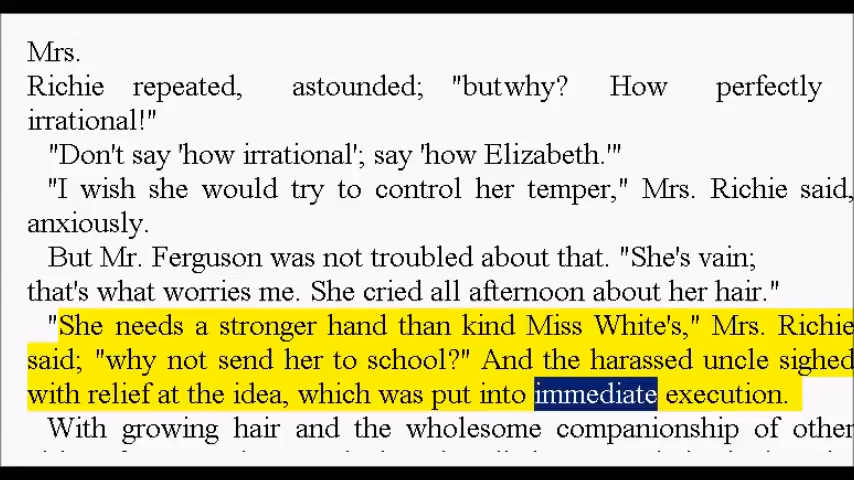 Mrs.
Richie repeated, astounded; "butwhy? How perfectly
irrational!"
"Don't say 'how irrational'; say 'how Elizabeth.'"
"I wish she would try to control her temper," Mrs. Richie said,
anxiously.
But Mr. Ferguson was not troubled about that. "She's vain;
that's what worries me. She cried all afternoon about her hair."
"She needs a stronger hand than kind Miss White's," Mrs. Richie
said; "why not send her to school?" And the harassed uncle sighed
with relief at the idea, which was put into immediate execution.
With growing hair and the wholesome companionship of other